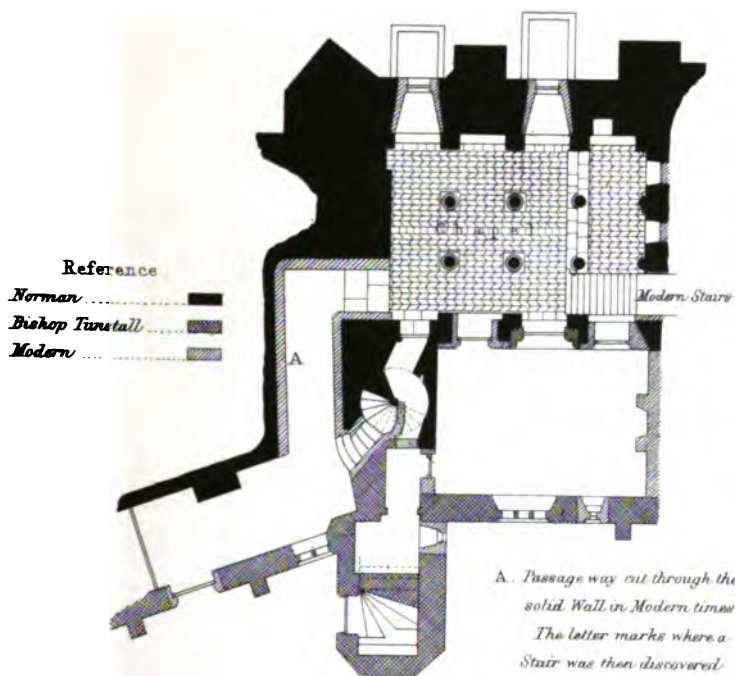 Chapel
Reference
Norman
Bishop Tunstall
Modern
Modern Stairs
A
A. Passage way cut through the
solid Wall in Modern times
The letter marks where a
Stair was then discovered